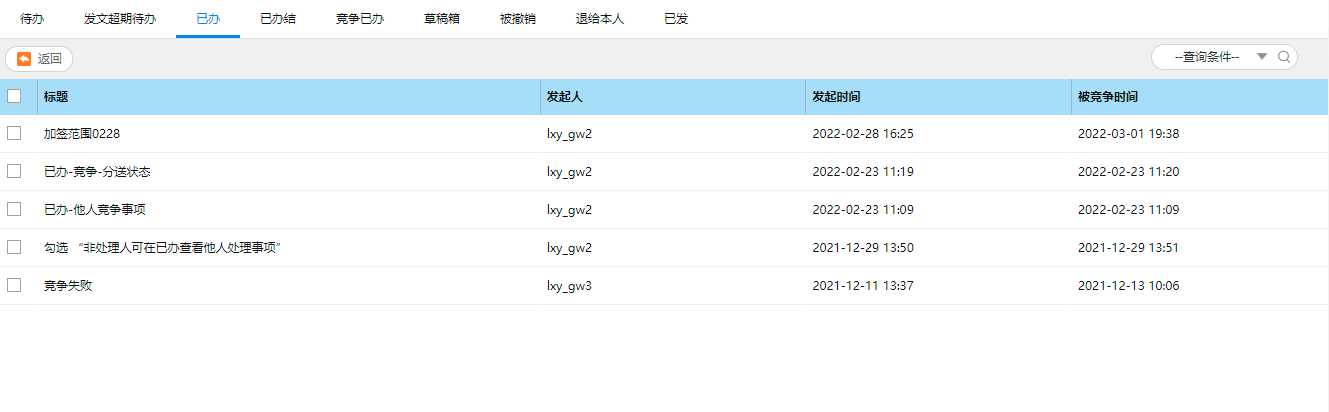 待办 发文超期待办 已办 已办结 竞争已办 草稿箱 被撤销 退给本人 已发
返回 --查询条件--
标题 发起人 发起时间 被竞争时间
加签范围0228 lxy_gw2 2022-02-28 16:25 2022-03-01 19:38
已办-竞争-分送状态 lxy_gw2 2022-02-23 11:19 2022-02-23 11:20
已办-他人竞争事项 lxy_gw2 2022-02-23 11:09 2022-02-23 11:09
勾选 “非处理人可在已办查看他人处理事项” lxy_gw2 2021-12-29 13:50 2021-12-29 13:51
竞争失败 lxy_gw3 2021-12-11 13:37 2021-12-13 10:06